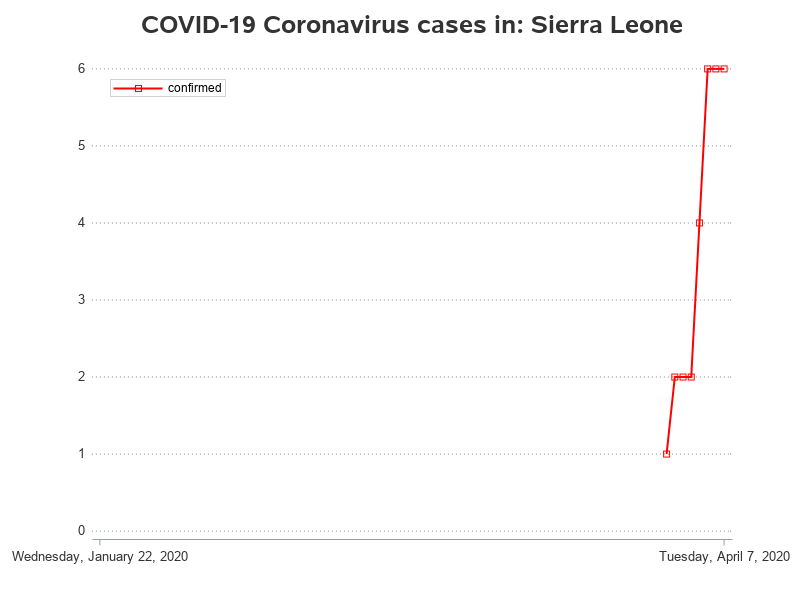 COVID-19 Coronavirus cases in: Sierra Leone
6
confirmed
5
4
3
2
1
0
Wednesday, January 22, 2020
Tuesday, April 7, 2020